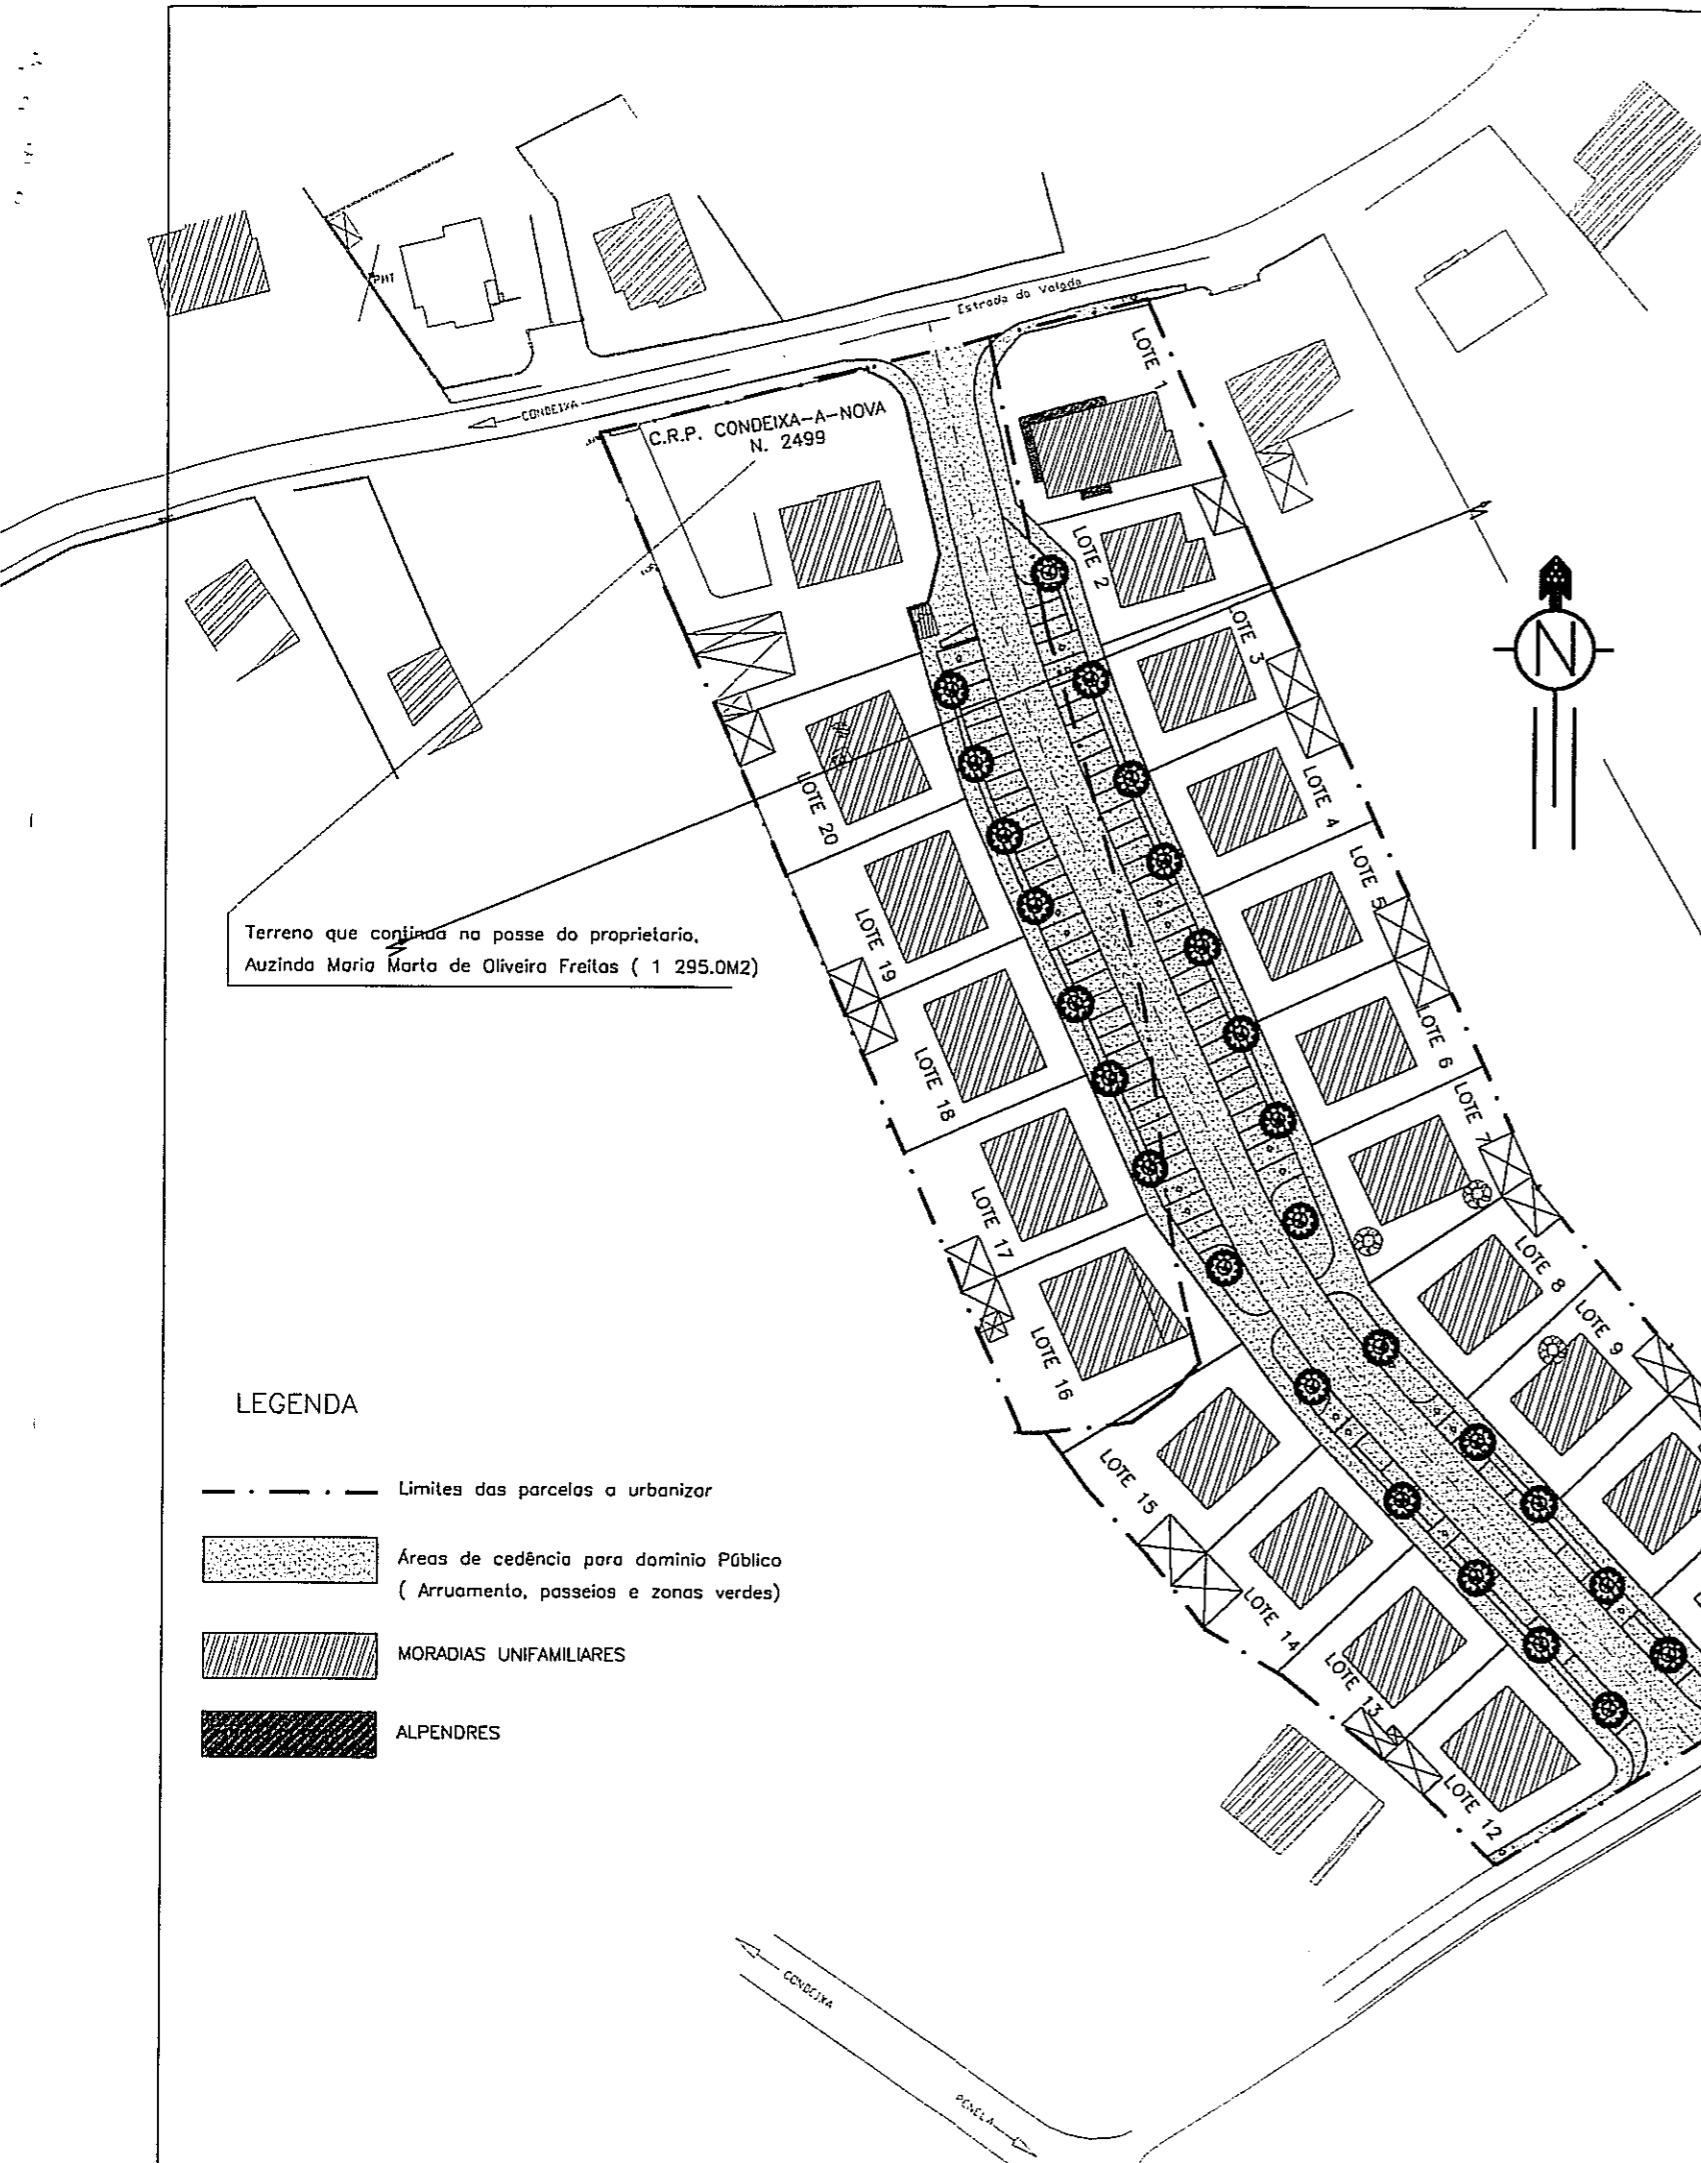 PMT
Estrada do Valado
CONDEIXA
C.R.P. CONDEIXA-A-NOVA
N. 2499
LOTE 1
LOTE 2
LOTE 3
LOTE 4
LOTE 5
LOTE 6
LOTE 7
LOTE 8
LOTE 9
LOTE 20
LOTE 19
LOTE 18
LOTE 17
LOTE 16
LOTE 15
LOTE 14
LOTE 13
LOTE 12
N
Terreno que continua na posse do proprietario,
Auzinda Maria Marta de Oliveira Freitas ( 1 295.0M2)
LEGENDA
Limites das parcelas a urbanizar
Áreas de cedência para dominio Público
( Arruamento, passeios e zonas verdes)
MORADIAS UNIFAMILIARES
ALPENDRES
CONDEIXA
PENELA